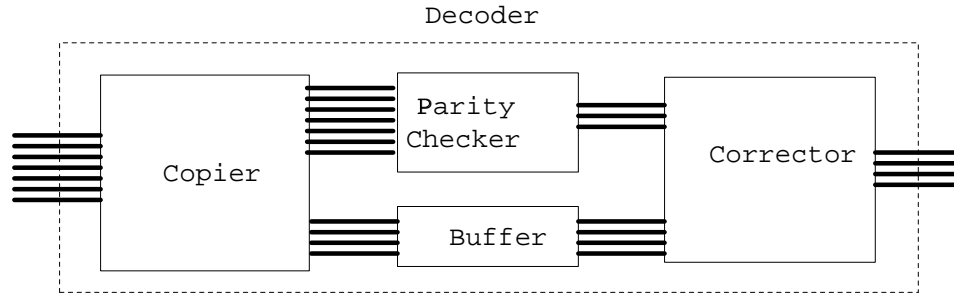 Decoder
Copier
Parity
Checker
Buffer
Corrector